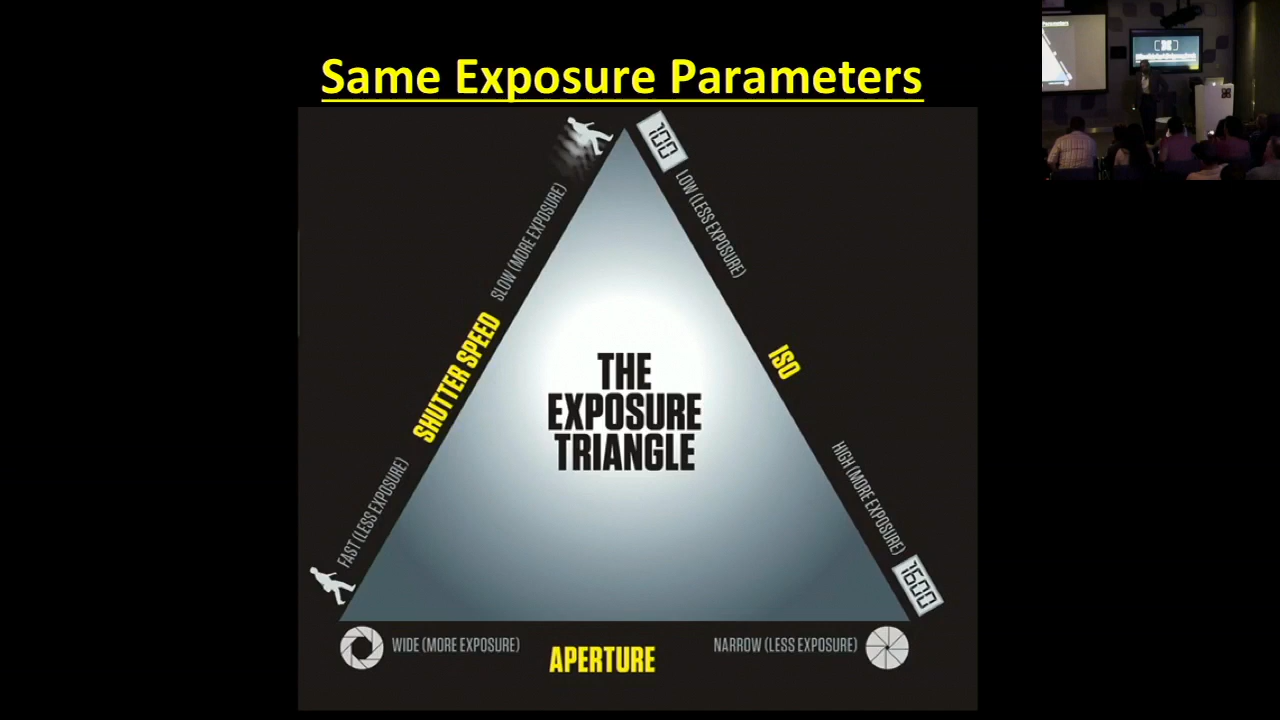 Same Exposure Parameters
100
LOW (LESS EXPOSURE)
SLOW (MORE EXPOSURE)
SHUTTER SPEED
ISO
THE
EXPOSURE
TRIANGLE
FAST (LESS EXPOSURE)
HIGH (MORE EXPOSURE)
1600
WIDE (MORE EXPOSURE)
APERTURE
NARROW (LESS EXPOSURE)